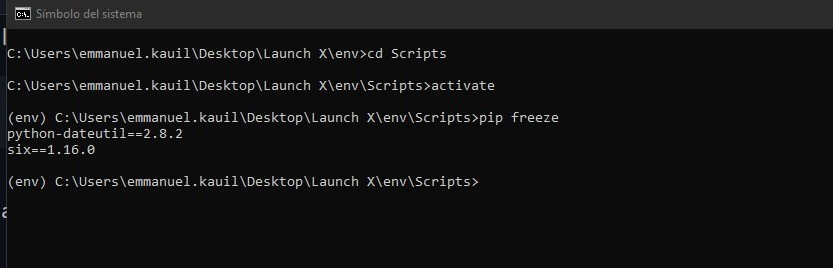 Símbolo del sistema
C:\Users\emmanuel.kauil\Desktop\Launch X\env>cd Scripts
C:\Users\emmanuel.kauil\Desktop\Launch X\env\Scripts>activate
(env) C:\Users\emmanuel.kauil\Desktop\Launch X\env\Scripts>pip freeze
python-dateutil==2.8.2
six==1.16.0
(env) C:\Users\emmanuel.kauil\Desktop\Launch X\env\Scripts>